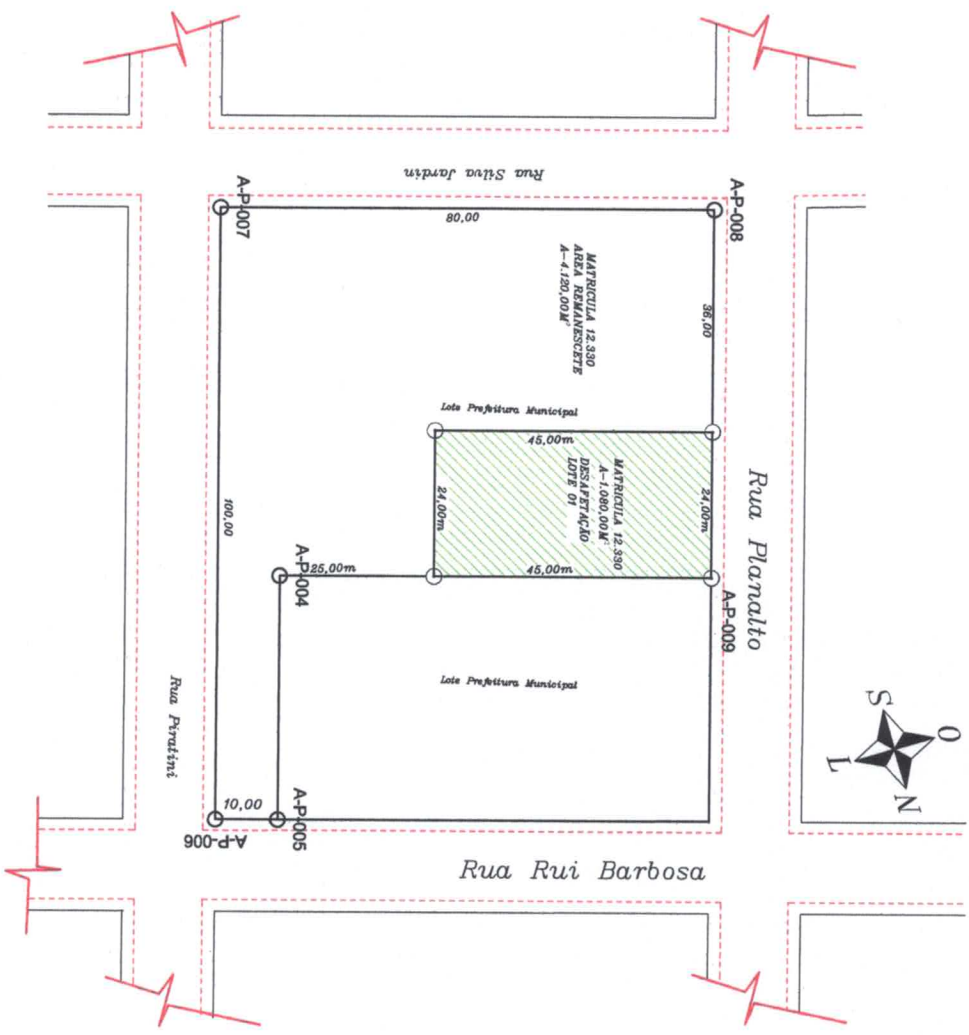 Rua Silva Jardin
A-P-007
80,00
A-P-008
MATRICULA 12.330
AREA REMANESCETE
A-4.120,00M²
36,00
Lote Prefeitura Municipal
45,00m
MATRICULA 12.330
A-1.080,00M²
DESAFETAÇÃO
LOTE 01
24,00m
24,00m
45,00m
Rua Planalto
100,00
A-P-004
25,00m
A-P-009
Lote Prefeitura Municipal
Rua Piratini
S
O
L
N
10,00
A-P-005
A-P-006
Rua Rui Barbosa